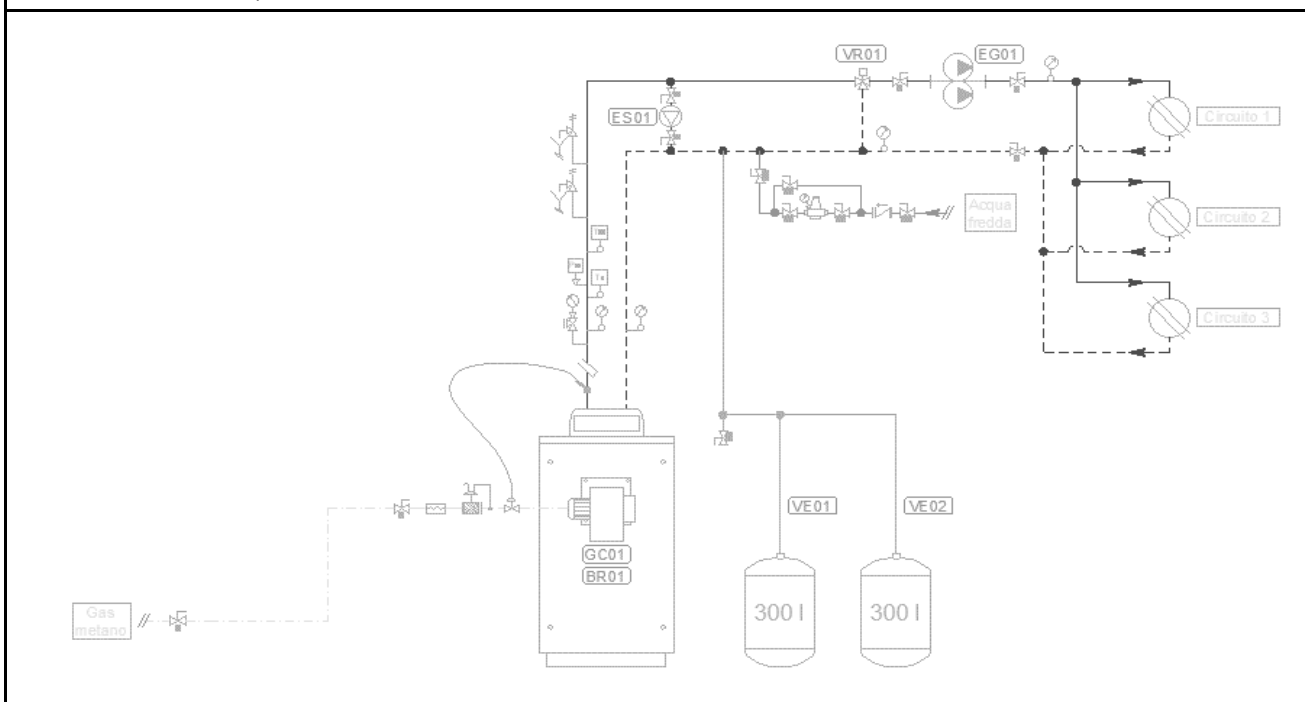 VR01
EG01
ES01
Circuito 1
Acqua
fredda
Circuito 2
Circuito 3
VE01
VE02
GC01
BR01
Gas
metano
300 l
300 l